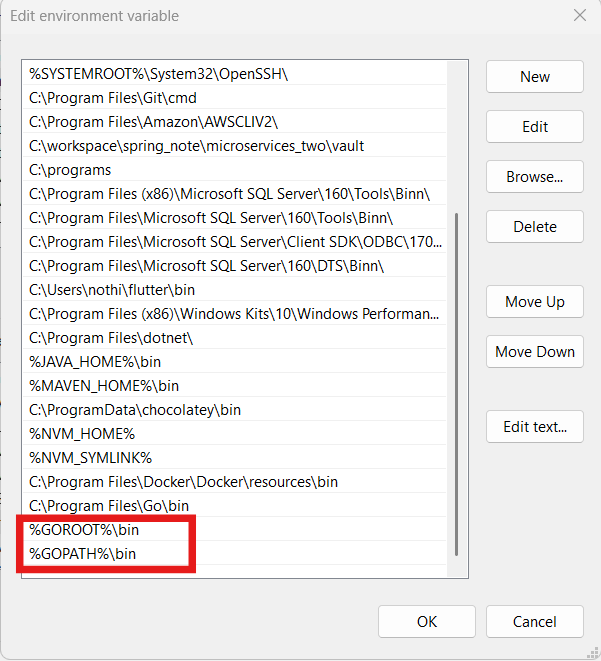 Edit environment variable
%SYSTEMROOT%\System32\OpenSSH\
C:\Program Files\Git\cmd
C:\Program Files\Amazon\AWSCLIV2\
C:\workspace\spring_note\microservices_two\vault
C:\programs
C:\Program Files (x86)\Microsoft SQL Server\160\Tools\Binn\
C:\Program Files\Microsoft SQL Server\160\Tools\Binn\
C:\Program Files\Microsoft SQL Server\Client SDK\ODBC\170...
C:\Program Files\Microsoft SQL Server\160\DTS\Binn\
C:\Users\nothi\flutter\bin
C:\Program Files (x86)\Windows Kits\10\Windows Performan...
C:\Program Files\dotnet\
%JAVA_HOME%\bin
%MAVEN_HOME%\bin
C:\ProgramData\chocolatey\bin
%NVM_HOME%
%NVM_SYMLINK%
C:\Program Files\Docker\Docker\resources\bin
C:\Program Files\Go\bin
%GOROOT%\bin
%GOPATH%\bin
New
Edit
Browse...
Delete
Move Up
Move Down
Edit text...
OK
Cancel